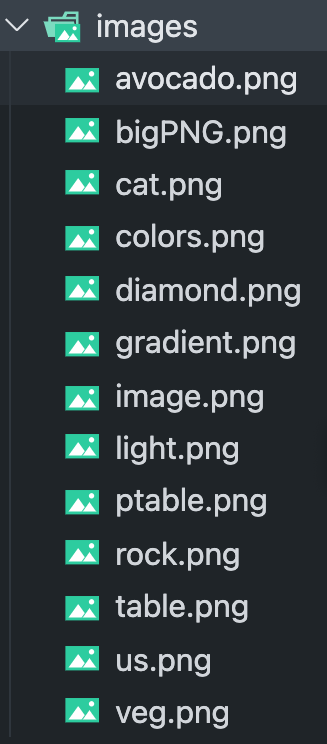 images
avocado.png
bigPNG.png
cat.png
colors.png
diamond.png
gradient.png
image.png
light.png
ptable.png
rock.png
table.png
us.png
veg.png